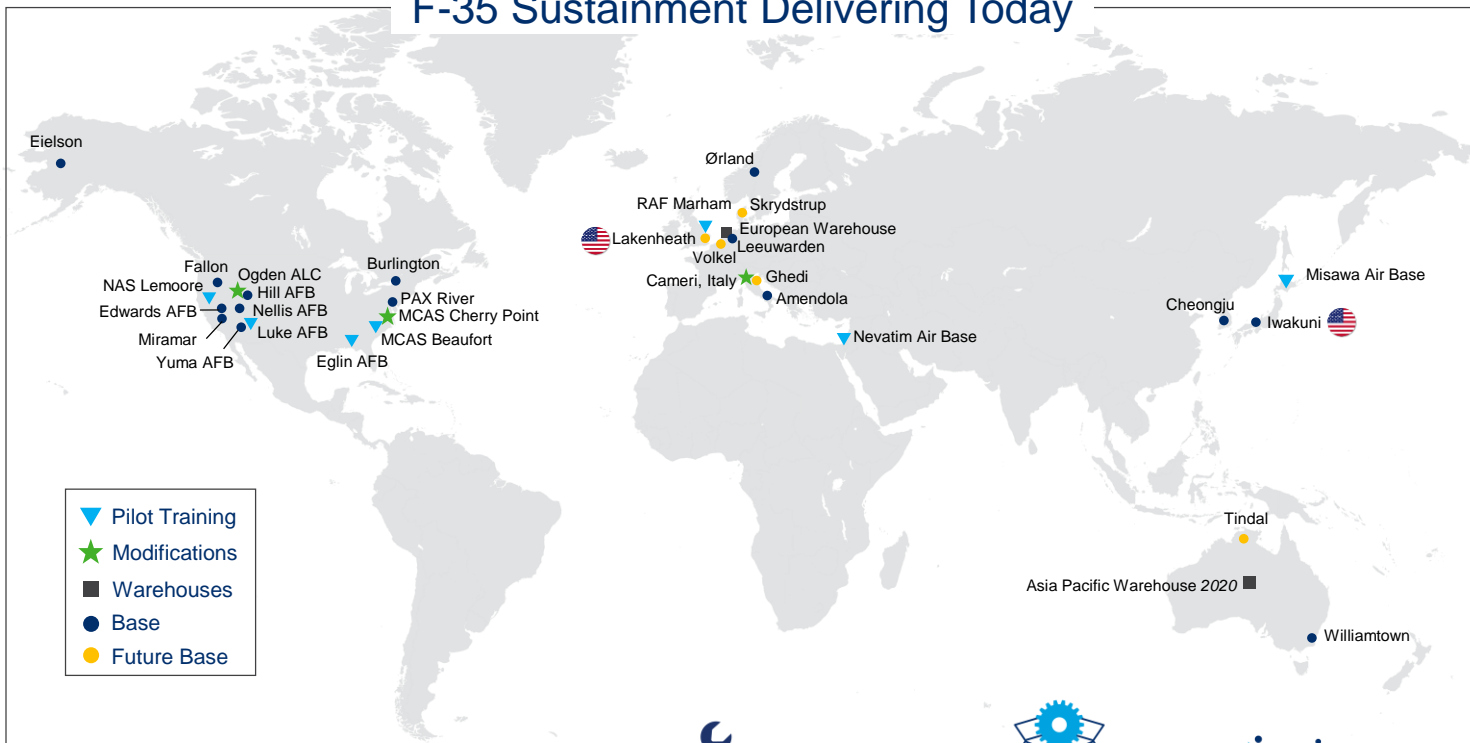 F-35 Sustainment Delivering Today
Eielson
Ørland
RAF Marham
Skrydstrup
Lakenheath
European Warehouse
Leeuwarden
Volkel
Cameri, Italy
Ghedi
Amendola
Fallon
Ogden ALC
Burlington
NAS Lemoore
Hill AFB
Edwards AFB
Nellis AFB
PAX River
MCAS Cherry Point
Miramar
Luke AFB
MCAS Beaufort
Yuma AFB
Eglin AFB
Nevatim Air Base
Misawa Air Base
Cheongju
Iwakuni
Tindal
Asia Pacific Warehouse 2020
Williamtown
Pilot Training
Modifications
Warehouses
Base
Future Base